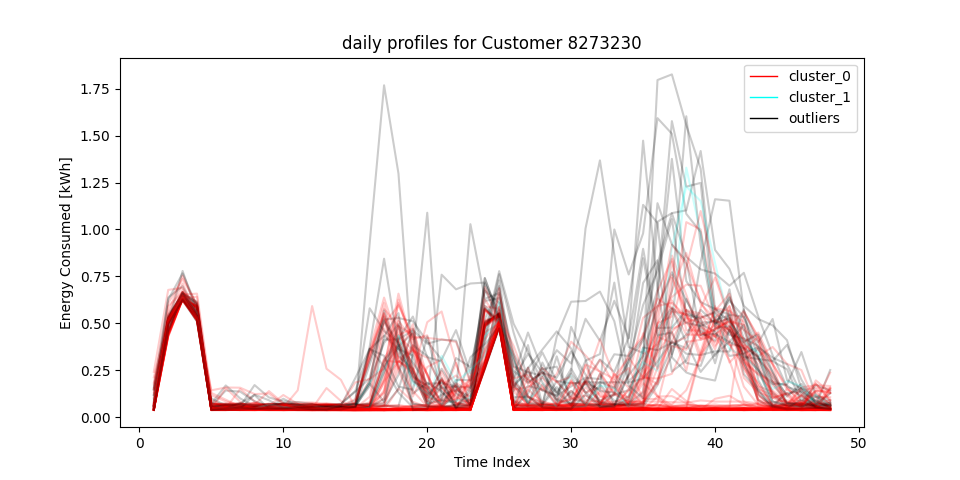 daily profiles for Customer 8273230
cluster_0
cluster_1
outliers
Energy Consumed [kWh]
1.75
1.50
1.25
1.00
0.75
0.50
0.25
0.00
0 10 20 30 40 50
Time Index